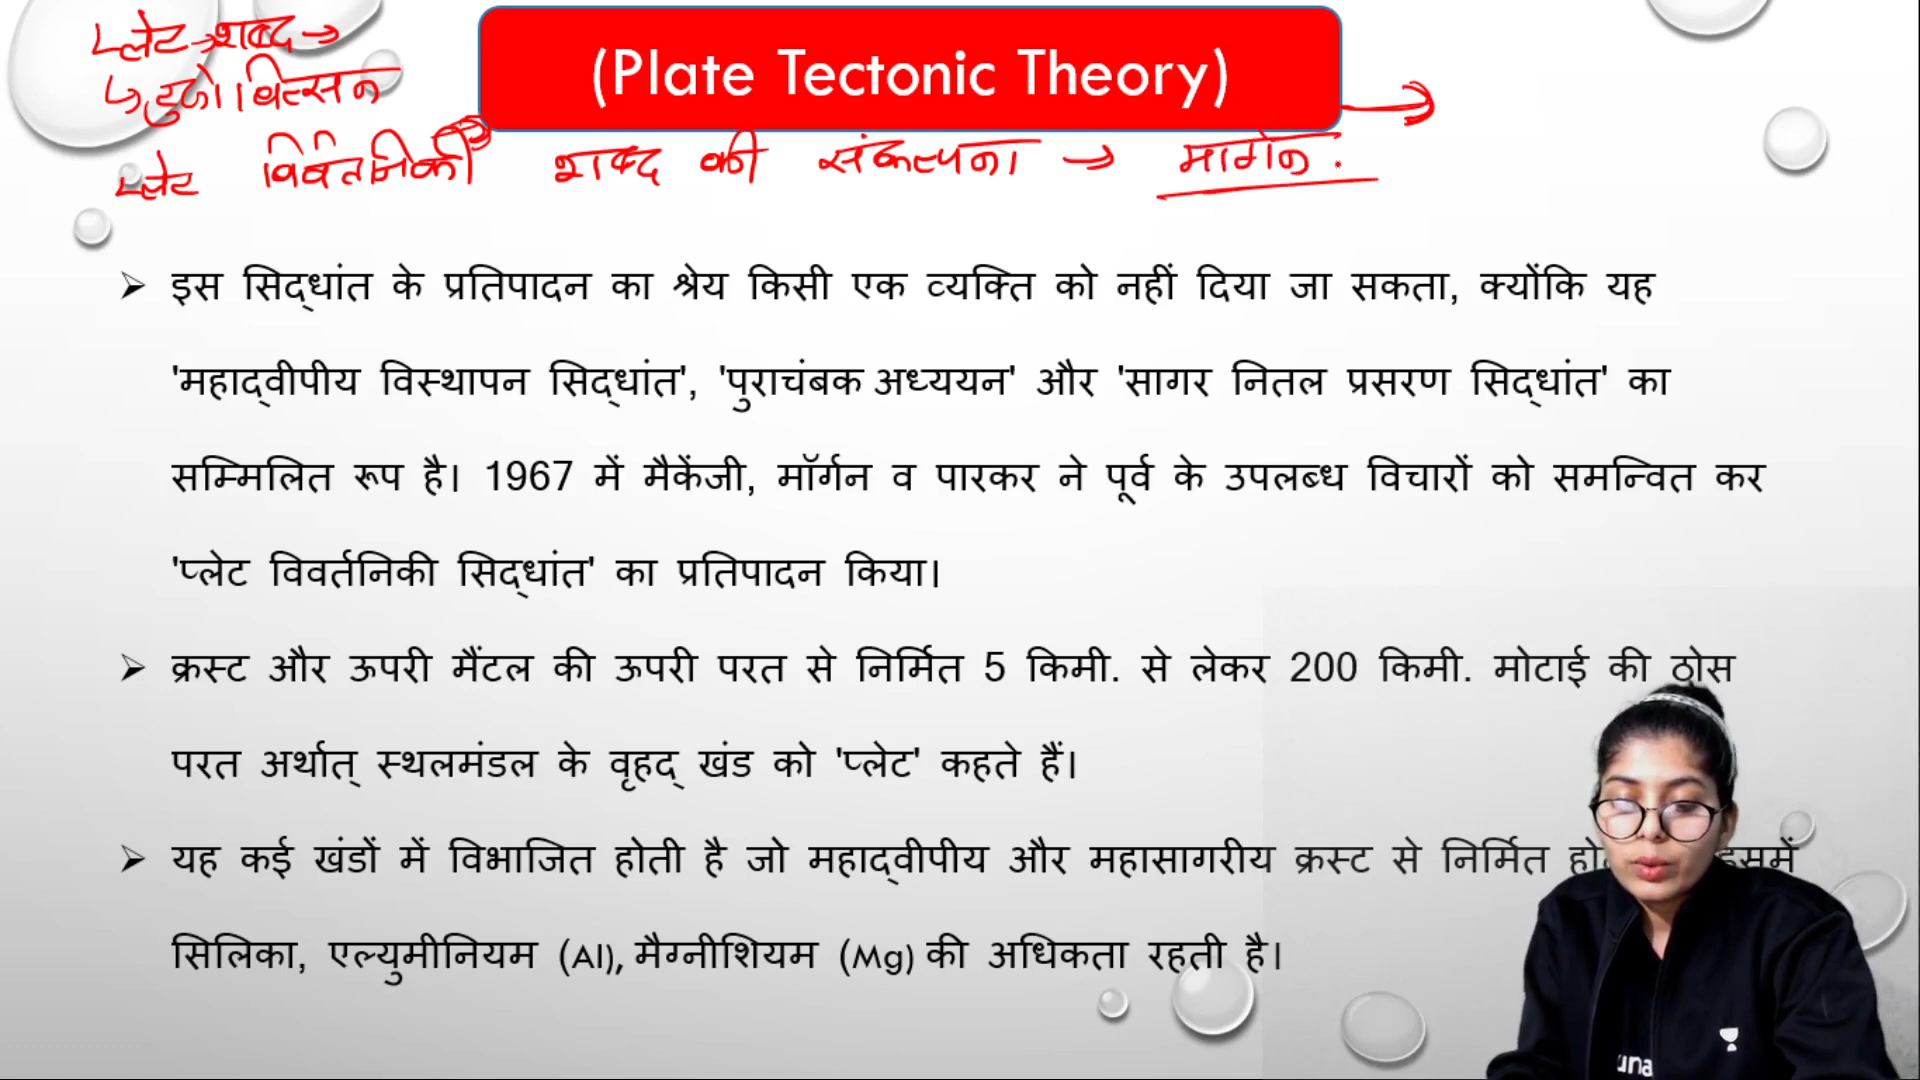 प्लेट → शब्द →
↳ टुजो विल्सन
(Plate Tectonic Theory) →
प्लेट विवर्तनिकी शब्द की संकल्पना → मार्गन :
➢ इस सिद्धांत के प्रतिपादन का श्रेय किसी एक व्यक्ति को नहीं दिया जा सकता, क्योंकि यह
'महाद्वीपीय विस्थापन सिद्धांत', 'पुराचंबक अध्ययन' और 'सागर नितल प्रसरण सिद्धांत' का
सम्मिलित रूप है। 1967 में मैकेंजी, मॉर्गन व पारकर ने पूर्व के उपलब्ध विचारों को समन्वित कर
'प्लेट विवर्तनिकी सिद्धांत' का प्रतिपादन किया।
➢ क्रस्ट और ऊपरी मैंटल की ऊपरी परत से निर्मित 5 किमी. से लेकर 200 किमी. मोटाई की ठोस
परत अर्थात् स्थलमंडल के वृहद् खंड को 'प्लेट' कहते हैं।
➢ यह कई खंडों में विभाजित होती है जो महाद्वीपीय और महासागरीय क्रस्ट से निर्मित इसमें
सिलिका, एल्युमीनियम (Al), मैग्नीशियम (Mg) की अधिकता रहती है।
una